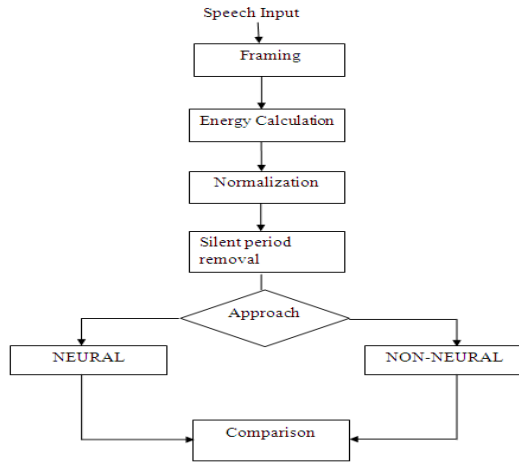 Speech Input
Framing
Energy Calculation
Normalization
Silent period
removal
Approach
NEURAL
NON-NEURAL
Comparison